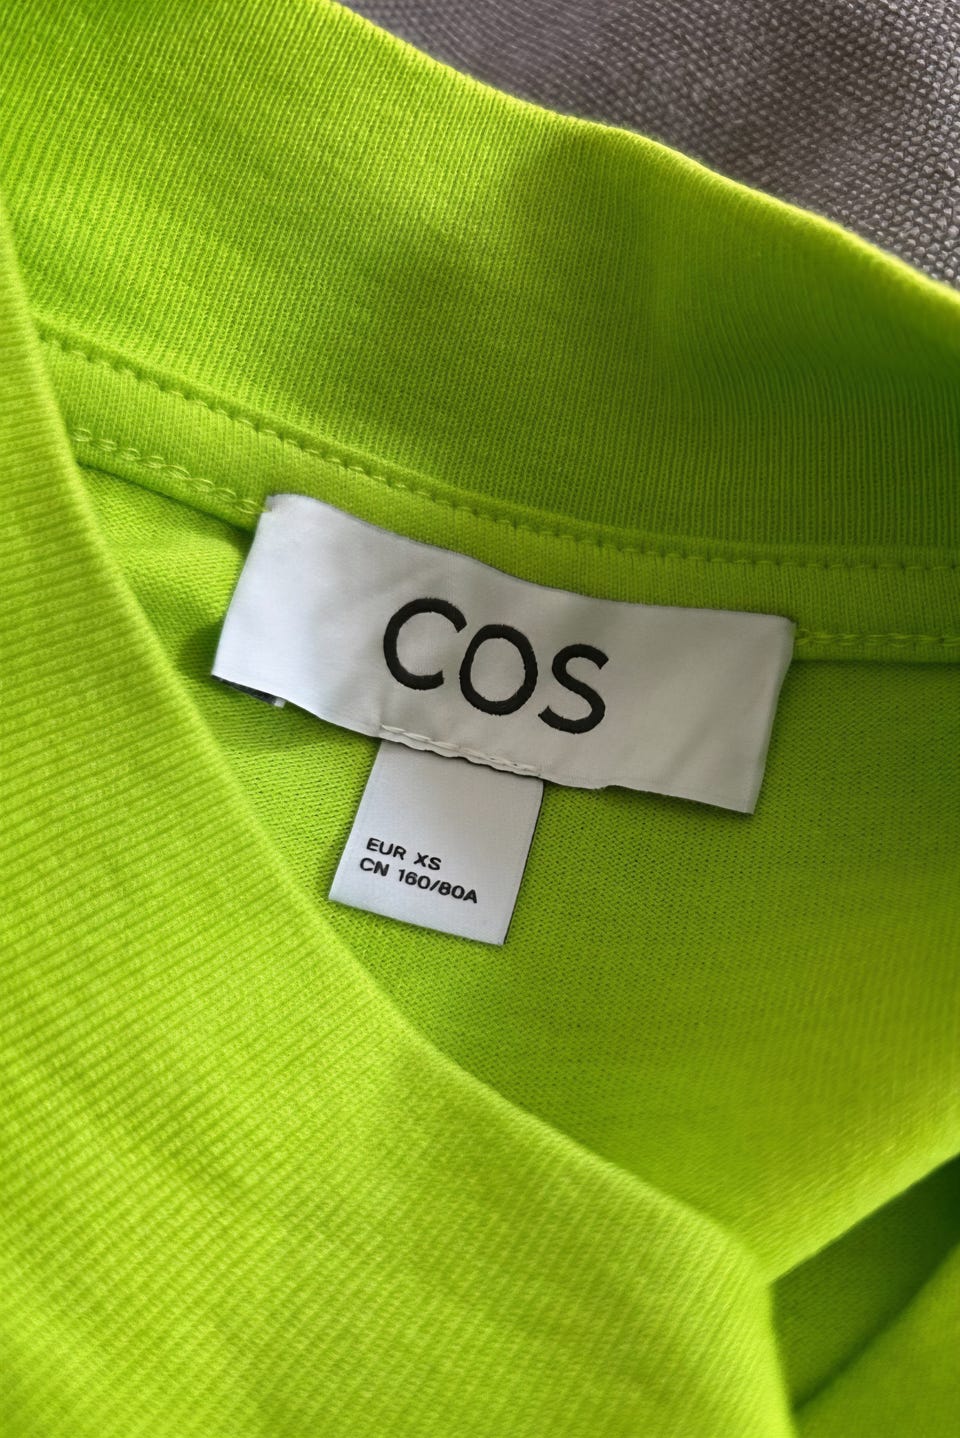 COS
EUR XS
CN 160/80A